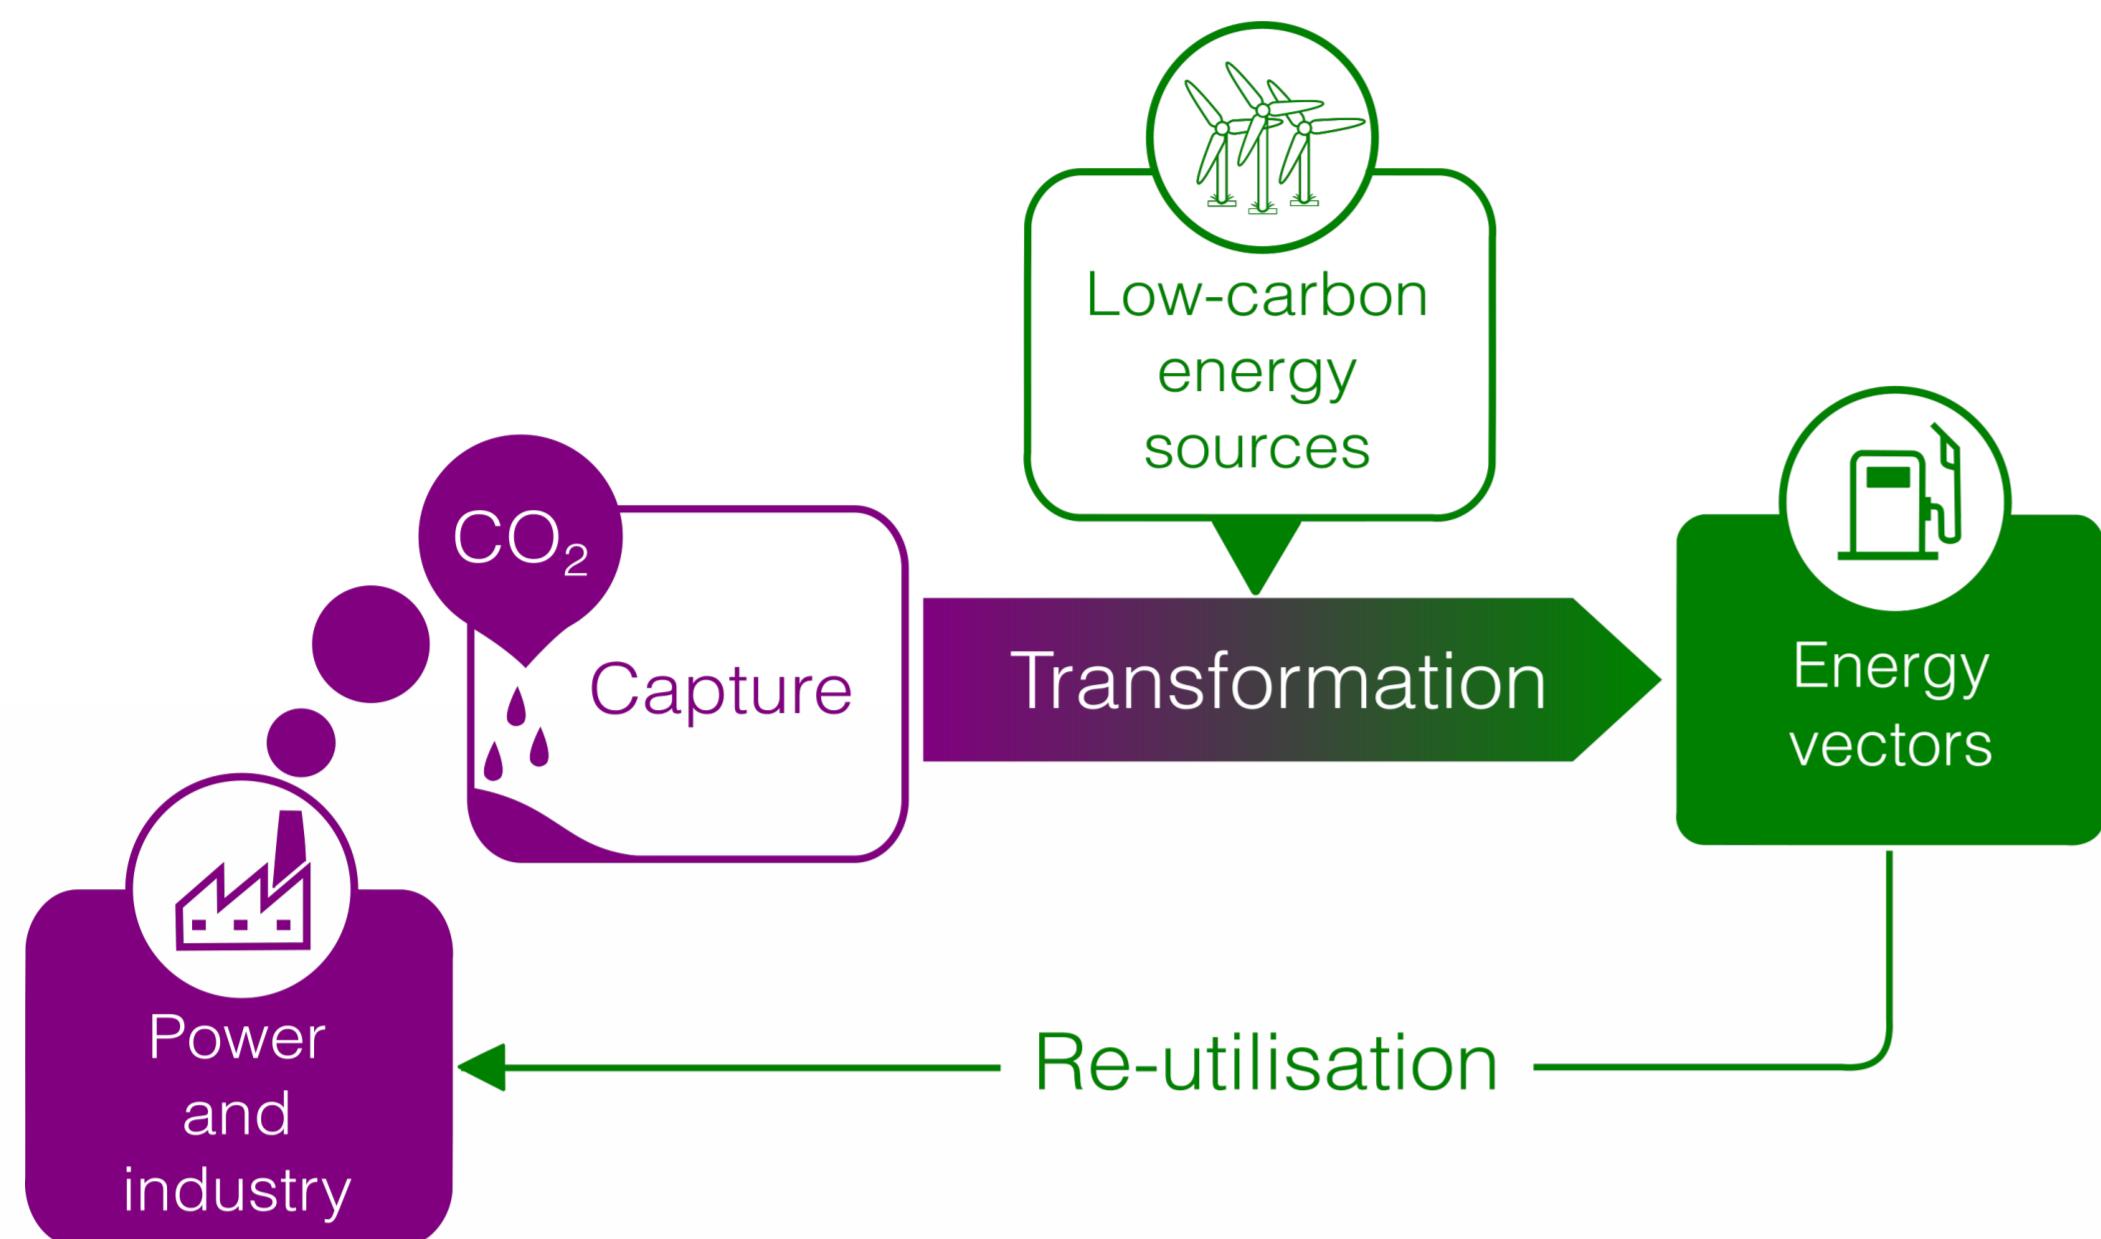 Low-carbon
energy
sources
CO₂
Capture
Transformation
Energy
vectors
Power
and
industry
Re-utilisation